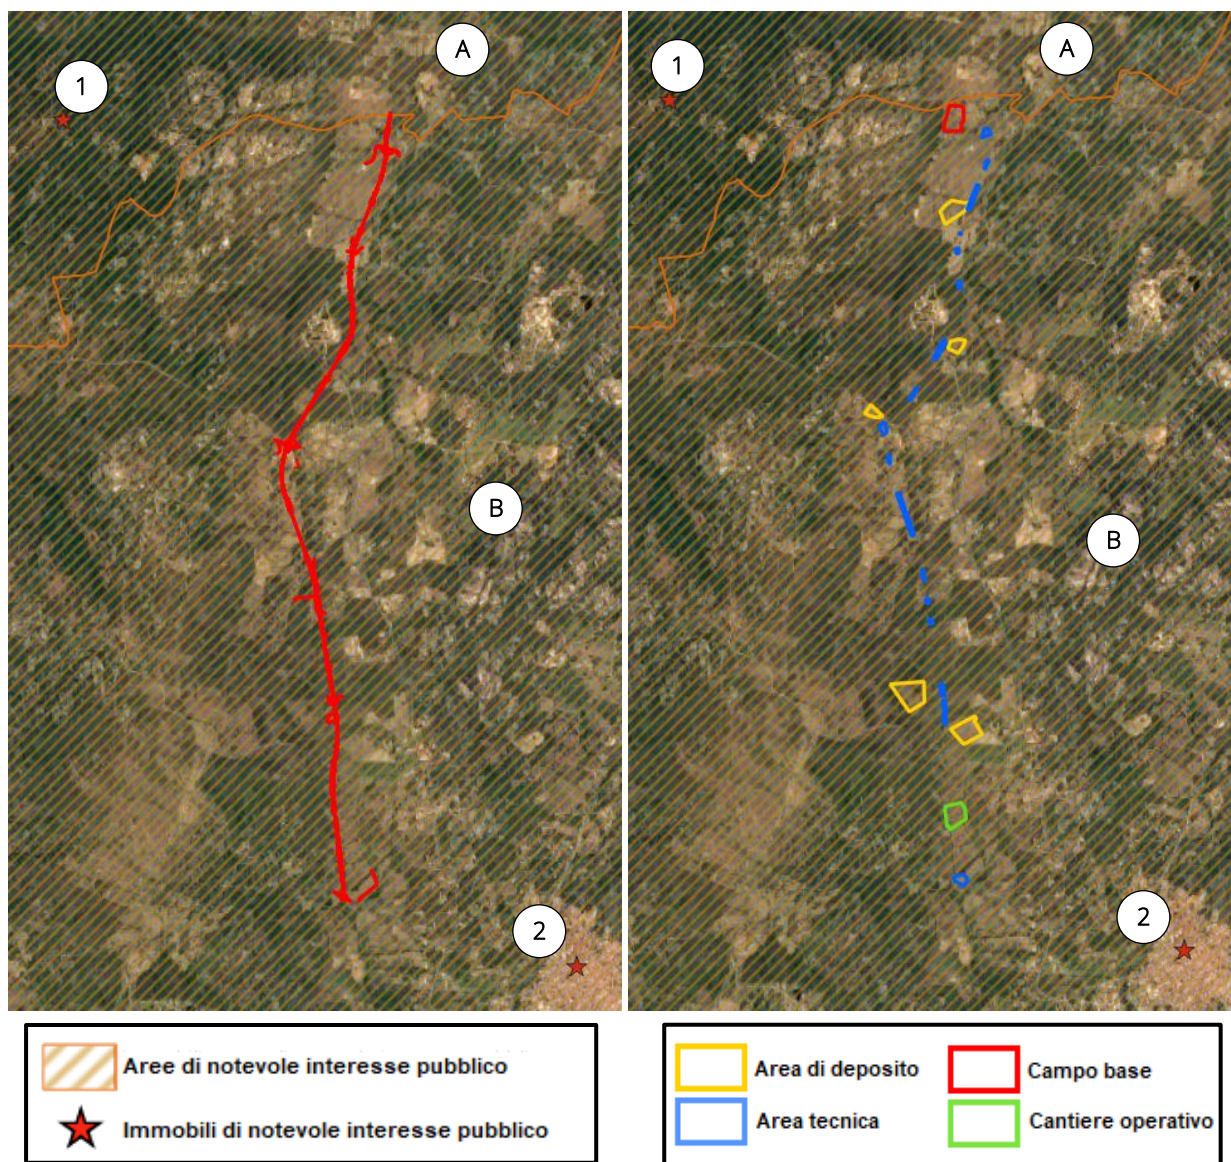 A
1
B
2
A
1
B
2
Aree di notevole interesse pubblico
Immobili di notevole interesse pubblico
Area di deposito
Campo base
Area tecnica
Cantiere operativo